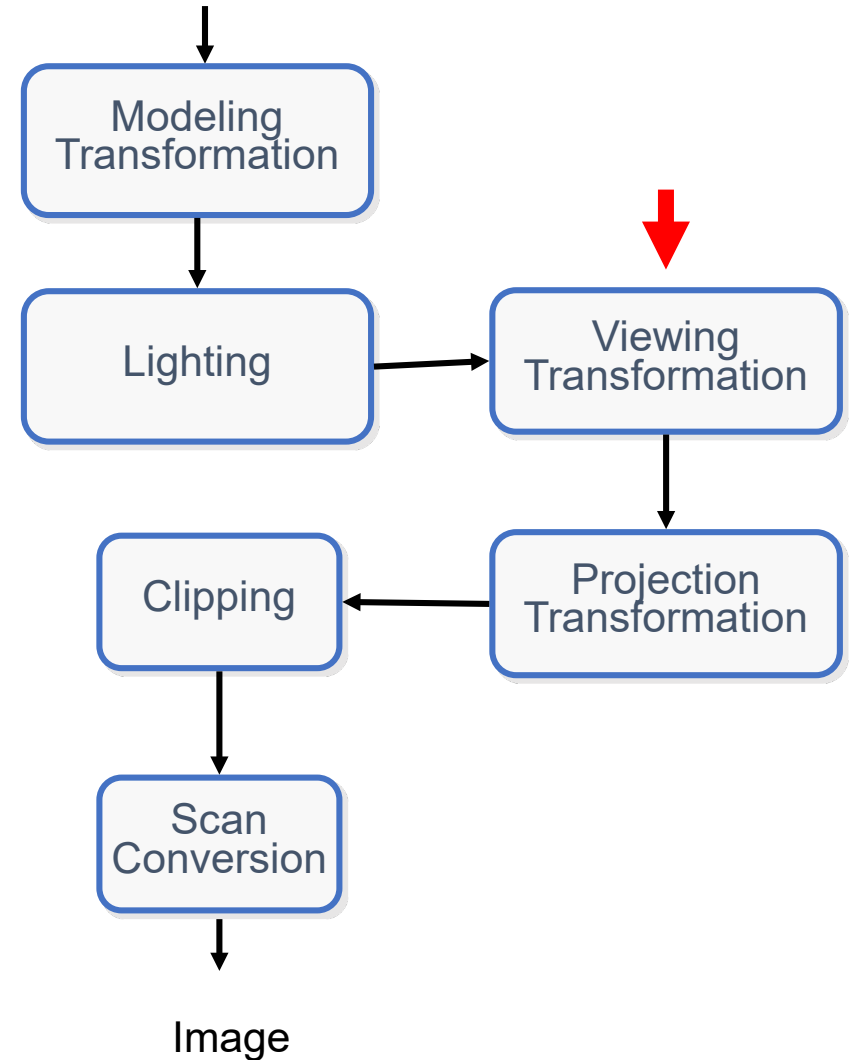 Modeling
Transformation
Lighting
Viewing
Transformation
Projection
Transformation
Clipping
Scan
Conversion
Image